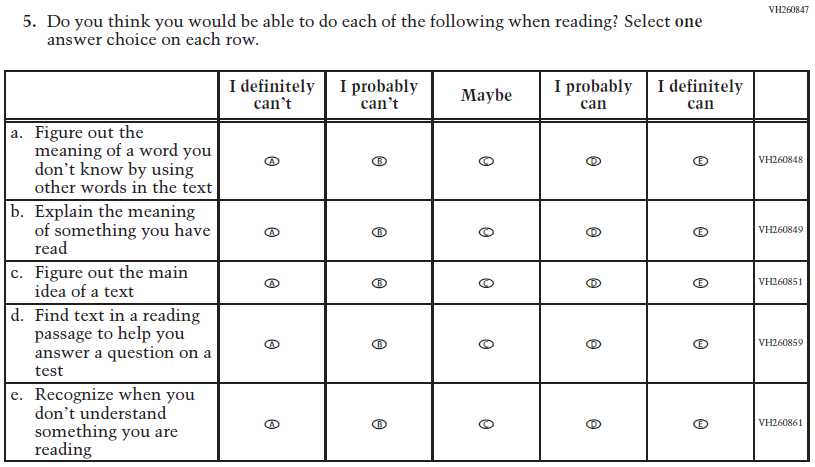 VH260847
5. Do you think you would be able to do each of the following when reading? Select one
answer choice on each row.
I definitely
can't
I probably
can't
Maybe
I probably
can
I definitely
can
a. Figure out the
meaning of a word you
don't know by using
other words in the text
A B C D E VH260848
b. Explain the meaning
of something you have
read
A B C D E VH260849
c. Figure out the main
idea of a text
A B C D E VH260851
d. Find text in a reading
passage to help you
answer a question on a
test
A B C D E VH260859
e. Recognize when you
don't understand
something you are
reading
A B C D E VH260861